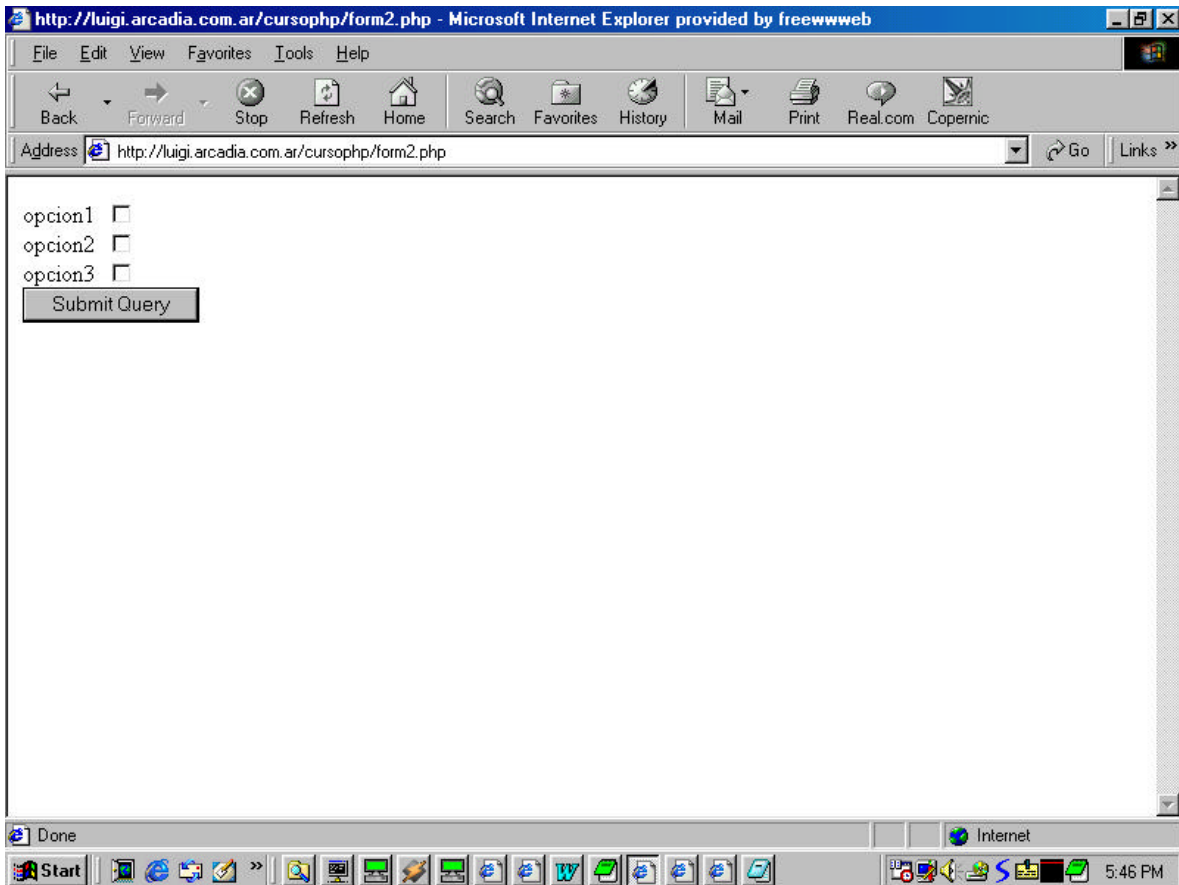 http://luigi.arcadia.com.ar/cursophp/form2.php - Microsoft Internet Explorer provided by freewwweb
File Edit View Favorites Tools Help
Back Forward Stop Refresh Home Search Favorites History Mail Print Real.com Copernic
Address http://luigi.arcadia.com.ar/cursophp/form2.php Go Links »
opcion1
opcion2
opcion3
Submit Query
Done Internet
Start » 5:46 PM